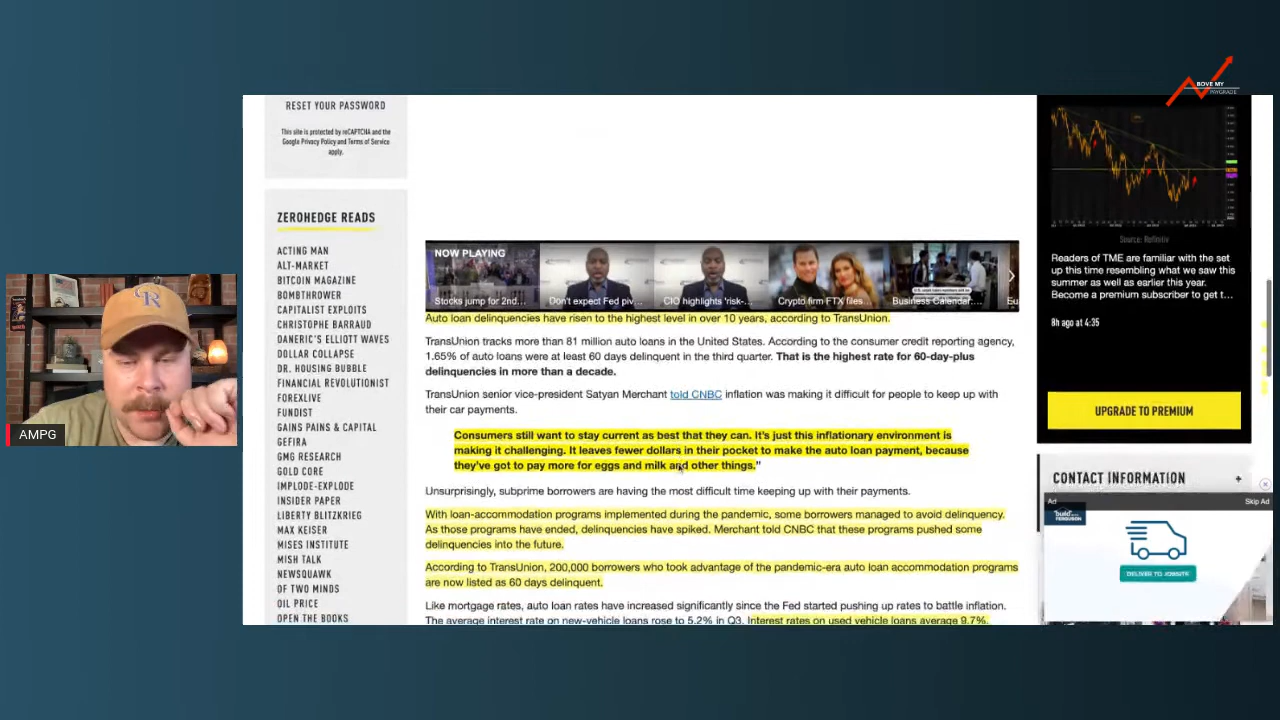 BOVE MY
PAYGRADE
RESET YOUR PASSWORD
This site is protected by reCAPTCHA and the
Google Privacy Policy and Terms of Service
apply.
ZEROHEDGE READS
ACTING MAN
ALT-MARKET
BITCOIN MAGAZINE
BOMBTHROWER
CAPITALIST EXPLOITS
CHRISTOPHE BARRAUD
DANERIC'S ELLIOTT WAVES
DOLLAR COLLAPSE
DR. HOUSING BUBBLE
FINANCIAL REVOLUTIONIST
FOREXLIVE
FUNDIST
GAINS PAINS & CAPITAL
GEFIRA
GMG RESEARCH
GOLD CORE
IMPLODE-EXPLODE
INSIDER PAPER
LIBERTY BLITZKRIEG
MAX KEISER
MISES INSTITUTE
MISH TALK
NEWSQUAWK
OF TWO MINDS
OIL PRICE
OPEN THE BOOKS
NOW PLAYING
Stocks jump for 2nd...
Don't expect Fed piv...
CIO highlights 'risk-...
Crypto firm FTX files...
Business Calendar:...
Eu
Auto loan delinquencies have risen to the highest level in over 10 years, according to TransUnion.
TransUnion tracks more than 81 million auto loans in the United States. According to the consumer credit reporting agency,
1.65% of auto loans were at least 60 days delinquent in the third quarter. That is the highest rate for 60-day-plus
delinquencies in more than a decade.
TransUnion senior vice-president Satyan Merchant told CNBC inflation was making it difficult for people to keep up with
their car payments.
Consumers still want to stay current as best that they can. It's just this inflationary environment is
making it challenging. It leaves fewer dollars in their pocket to make the auto loan payment, because
they've got to pay more for eggs and milk and other things."
Unsurprisingly, subprime borrowers are having the most difficult time keeping up with their payments.
With loan-accommodation programs implemented during the pandemic, some borrowers managed to avoid delinquency.
As those programs have ended, delinquencies have spiked. Merchant told CNBC that these programs pushed some
delinquencies into the future.
According to TransUnion, 200,000 borrowers who took advantage of the pandemic-era auto loan accommodation programs
are now listed as 60 days delinquent.
Like mortgage rates, auto loan rates have increased significantly since the Fed started pushing up rates to battle inflation.
The average interest rate on new-vehicle loans rose to 5.2% in Q3. Interest rates on used vehicle loans average 9.7%.
Source: Refinitiv
Readers of TME are familiar with the set
up this time resembling what we saw this
summer as well as earlier this year.
Become a premium subscriber to get t...
8h ago at 4:35
UPGRADE TO PREMIUM
CONTACT INFORMATION +
Ad
Skip Ad
build
FERGUSON
DELIVER TO JOBSITE
CR
AMPG